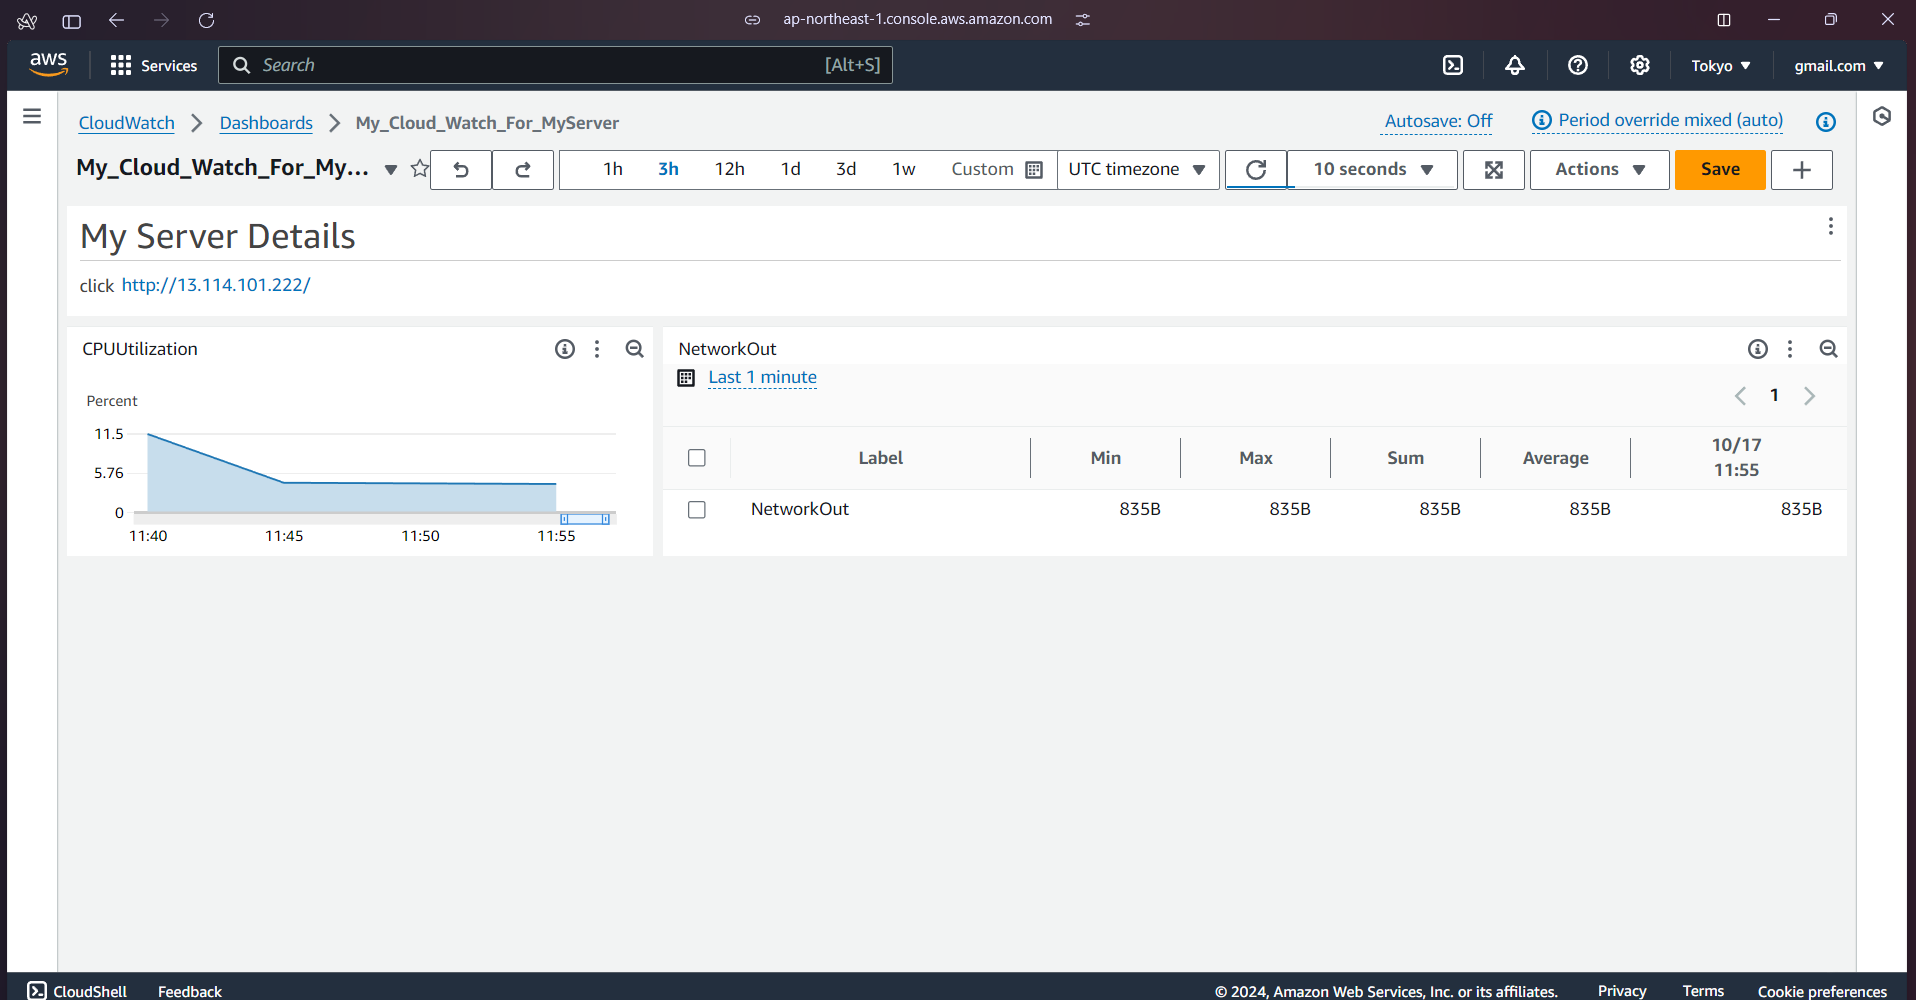 ap-northeast-1.console.aws.amazon.com
aws Services Search [Alt+S] Tokyo gmail.com
CloudWatch Dashboards My_Cloud_Watch_For_MyServer Autosave: Off Period override mixed (auto)
My_Cloud_Watch_For_My... 1h 3h 12h 1d 3d 1w Custom UTC timezone 10 seconds Actions Save
My Server Details
click http://13.114.101.222/
CPUUtilization
Percent
11.5
5.76
0
11:40 11:45 11:50 11:55
NetworkOut
Last 1 minute
1
Label Min Max Sum Average 10/17
11:55
NetworkOut 835B 835B 835B 835B 835B
CloudShell Feedback © 2024, Amazon Web Services, Inc. or its affiliates. Privacy Terms Cookie preferences